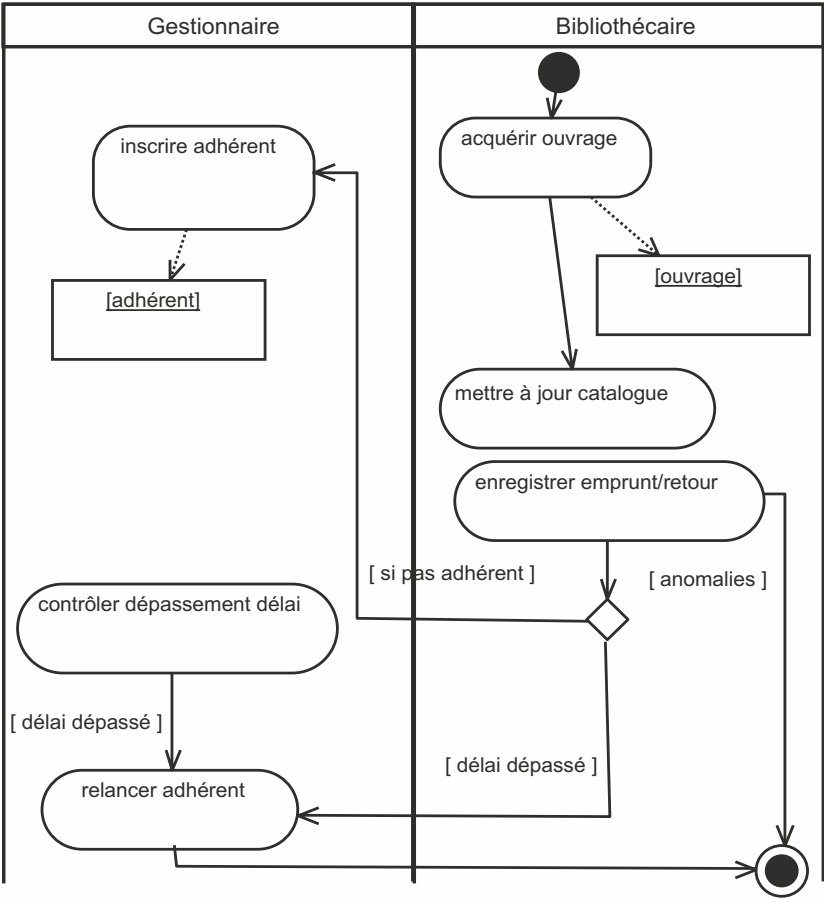 Gestionnaire
Bibliothécaire
inscrire adhérent
acquérir ouvrage
[adhérent]
[ouvrage]
mettre à jour catalogue
enregistrer emprunt/retour
[ si pas adhérent ]
[ anomalies ]
contrôler dépassement délai
[ délai dépassé ]
[ délai dépassé ]
relancer adhérent